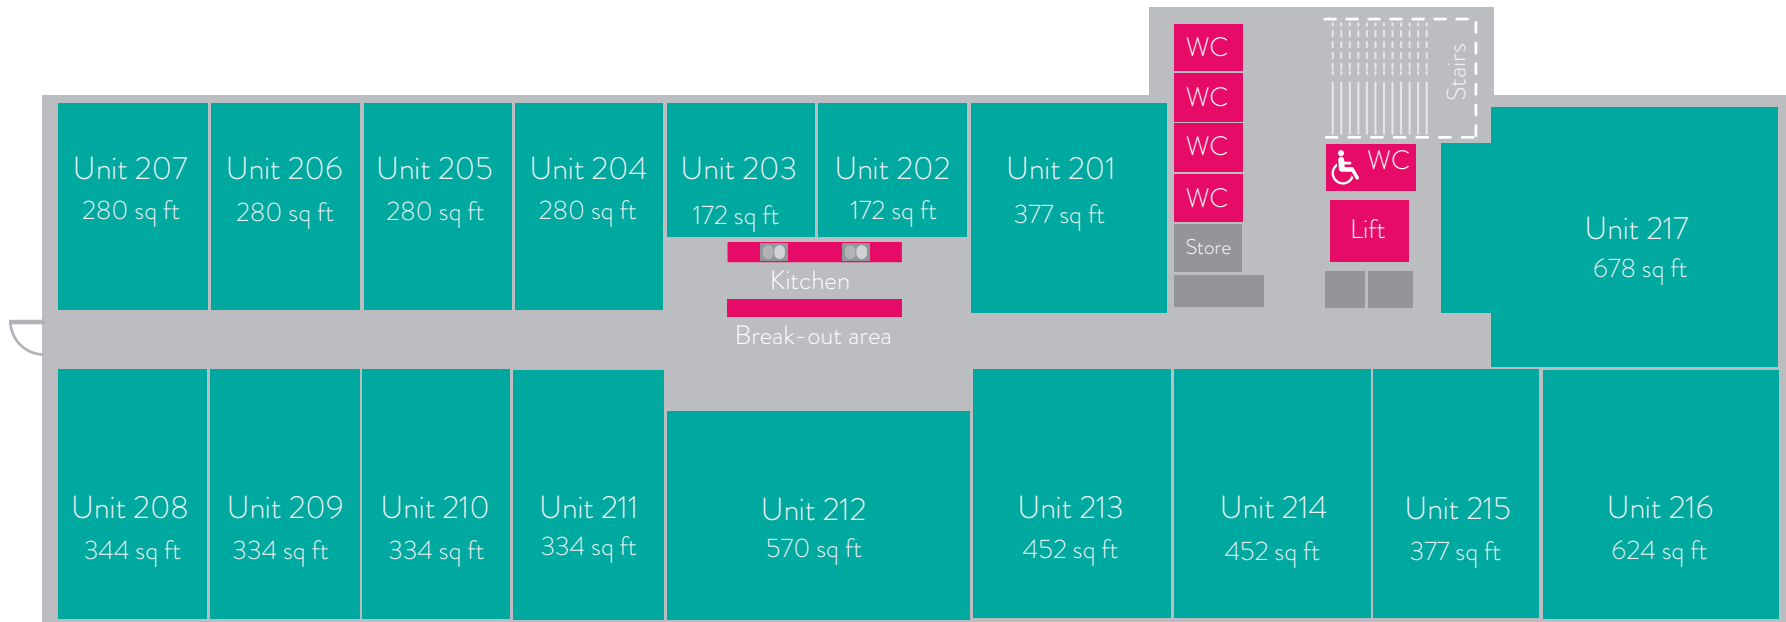 WC
WC
WC
WC
Store
Stairs
WC
Lift
Unit 207
280 sq ft
Unit 206
280 sq ft
Unit 205
280 sq ft
Unit 204
280 sq ft
Unit 203
172 sq ft
Unit 202
172 sq ft
Unit 201
377 sq ft
Unit 217
678 sq ft
Kitchen
Break-out area
Unit 208
344 sq ft
Unit 209
334 sq ft
Unit 210
334 sq ft
Unit 211
334 sq ft
Unit 212
570 sq ft
Unit 213
452 sq ft
Unit 214
452 sq ft
Unit 215
377 sq ft
Unit 216
624 sq ft